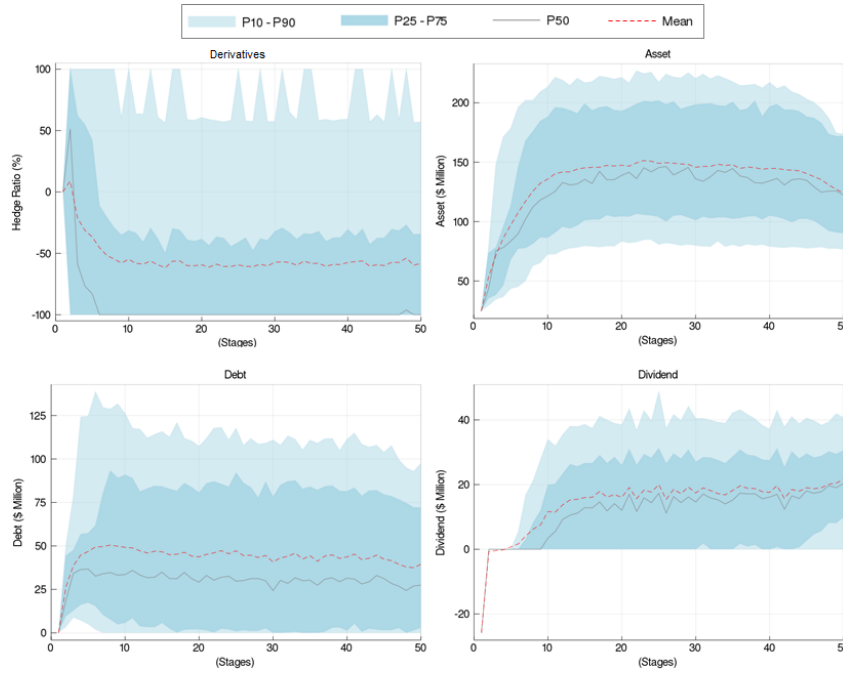 P10 - P90 P25 - P75 P50 Mean
Derivatives
100
50
0
-50
-100
Hedge Ratio (%)
0 10 20 30 40 50
(Stages)
Asset
200
150
100
50
Asset ($ Million)
0 10 20 30 40 50
(Stages)
Debt
125
100
75
50
25
0
Debt ($ Million)
0 10 20 30 40 50
(Stages)
Dividend
40
20
0
-20
Dividend ($ Million)
0 10 20 30 40 50
(Stages)